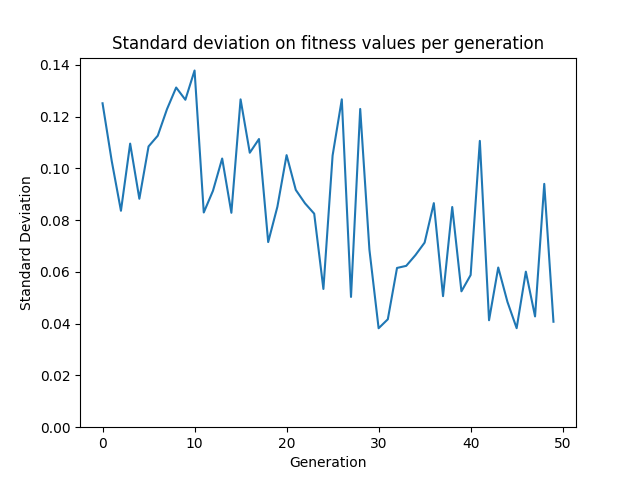 Standard deviation on fitness values per generation
0.14
0.12
0.10
0.08
0.06
0.04
0.02
0.00
Standard Deviation
0 10 20 30 40 50
Generation